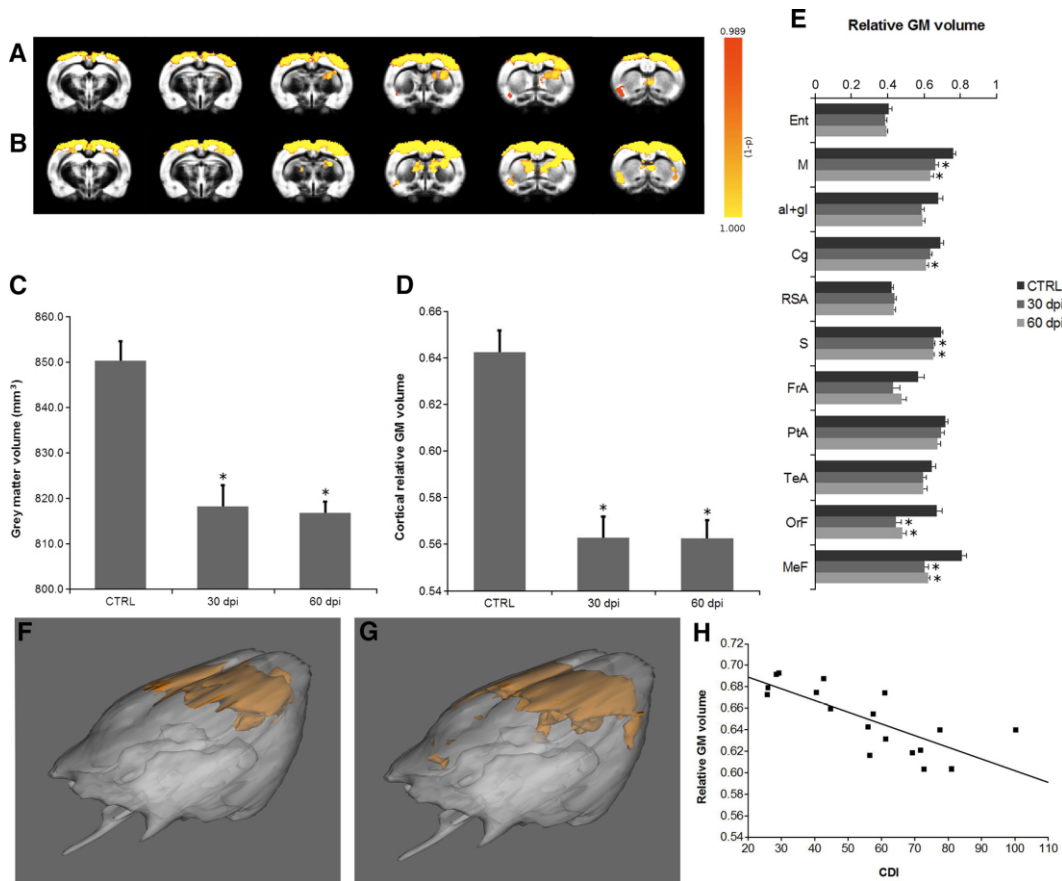 A
B
0.989
(1-p)
1.000
E
Relative GM volume
0 0.2 0.4 0.6 0.8 1
Ent
M
*
*
al+gl
Cg
*
RSA
S
*
*
FrA
PtA
TeA
OrF
*
*
MeF
*
*
CTRL
30 dpi
60 dpi
C
Grey matter volume (mm³)
860.0
850.0
840.0
830.0
820.0
810.0
800.0
* *
CTRL 30 dpi 60 dpi
D
Cortical relative GM volume
0.66
0.64
0.62
0.60
0.58
0.56
0.54
* *
CTRL 30 dpi 60 dpi
F
G
H
Relative GM volume
0.72
0.70
0.68
0.66
0.64
0.62
0.60
0.58
0.56
0.54
20 30 40 50 60 70 80 90 100 110
CDI